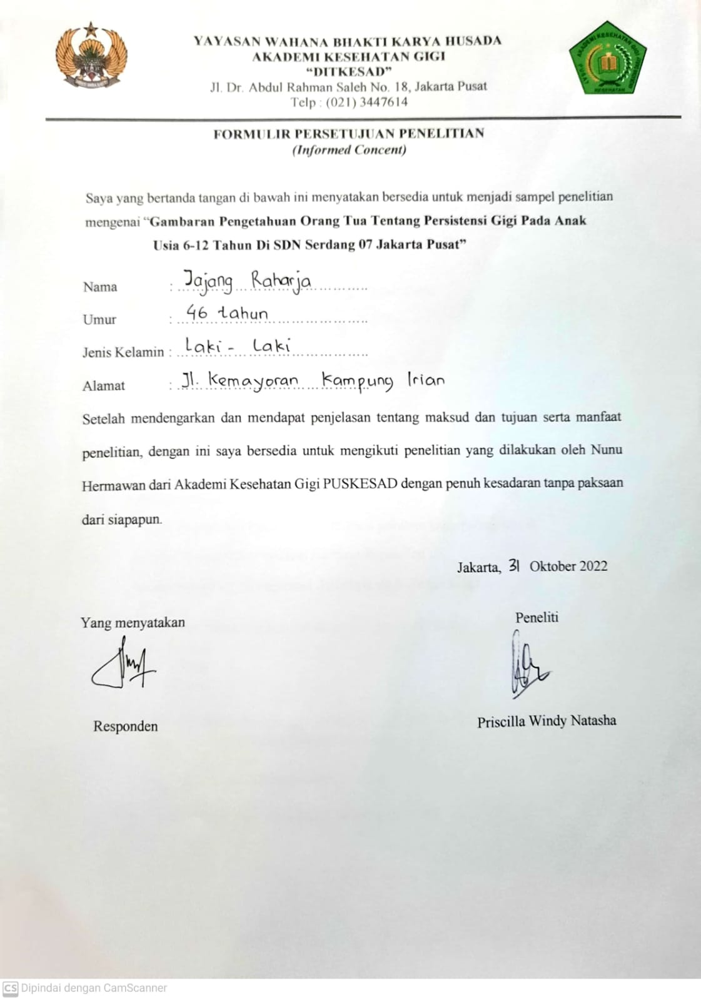 YAYASAN WAHANA BHAKTI KARYA HUSADA
AKADEMI KESEHATAN GIGI
“DITKESAD”
Jl. Dr. Abdul Rahman Saleh No. 18, Jakarta Pusat
Telp : (021) 3447614
AKADEMI KESEHATAN GIGI
PUSAT
KESEHATAN
FORMULIR PERSETUJUAN PENELITIAN
(Informed Concent)
Saya yang bertanda tangan di bawah ini menyatakan bersedia untuk menjadi sampel penelitian
mengenai “Gambaran Pengetahuan Orang Tua Tentang Persistensi Gigi Pada Anak
Usia 6-12 Tahun Di SDN Serdang 07 Jakarta Pusat”
Nama : Jajang Raharja
Umur : 46 tahun
Jenis Kelamin : Laki - Laki
Alamat : Jl. Kemayoran Kampung Irian
Setelah mendengarkan dan mendapat penjelasan tentang maksud dan tujuan serta manfaat
penelitian, dengan ini saya bersedia untuk mengikuti penelitian yang dilakukan oleh Nunu
Hermawan dari Akademi Kesehatan Gigi PUSKESAD dengan penuh kesadaran tanpa paksaan
dari siapapun.
Jakarta, 31 Oktober 2022
Yang menyatakan
Peneliti
Responden
Priscilla Windy Natasha
CS Dipindai dengan CamScanner